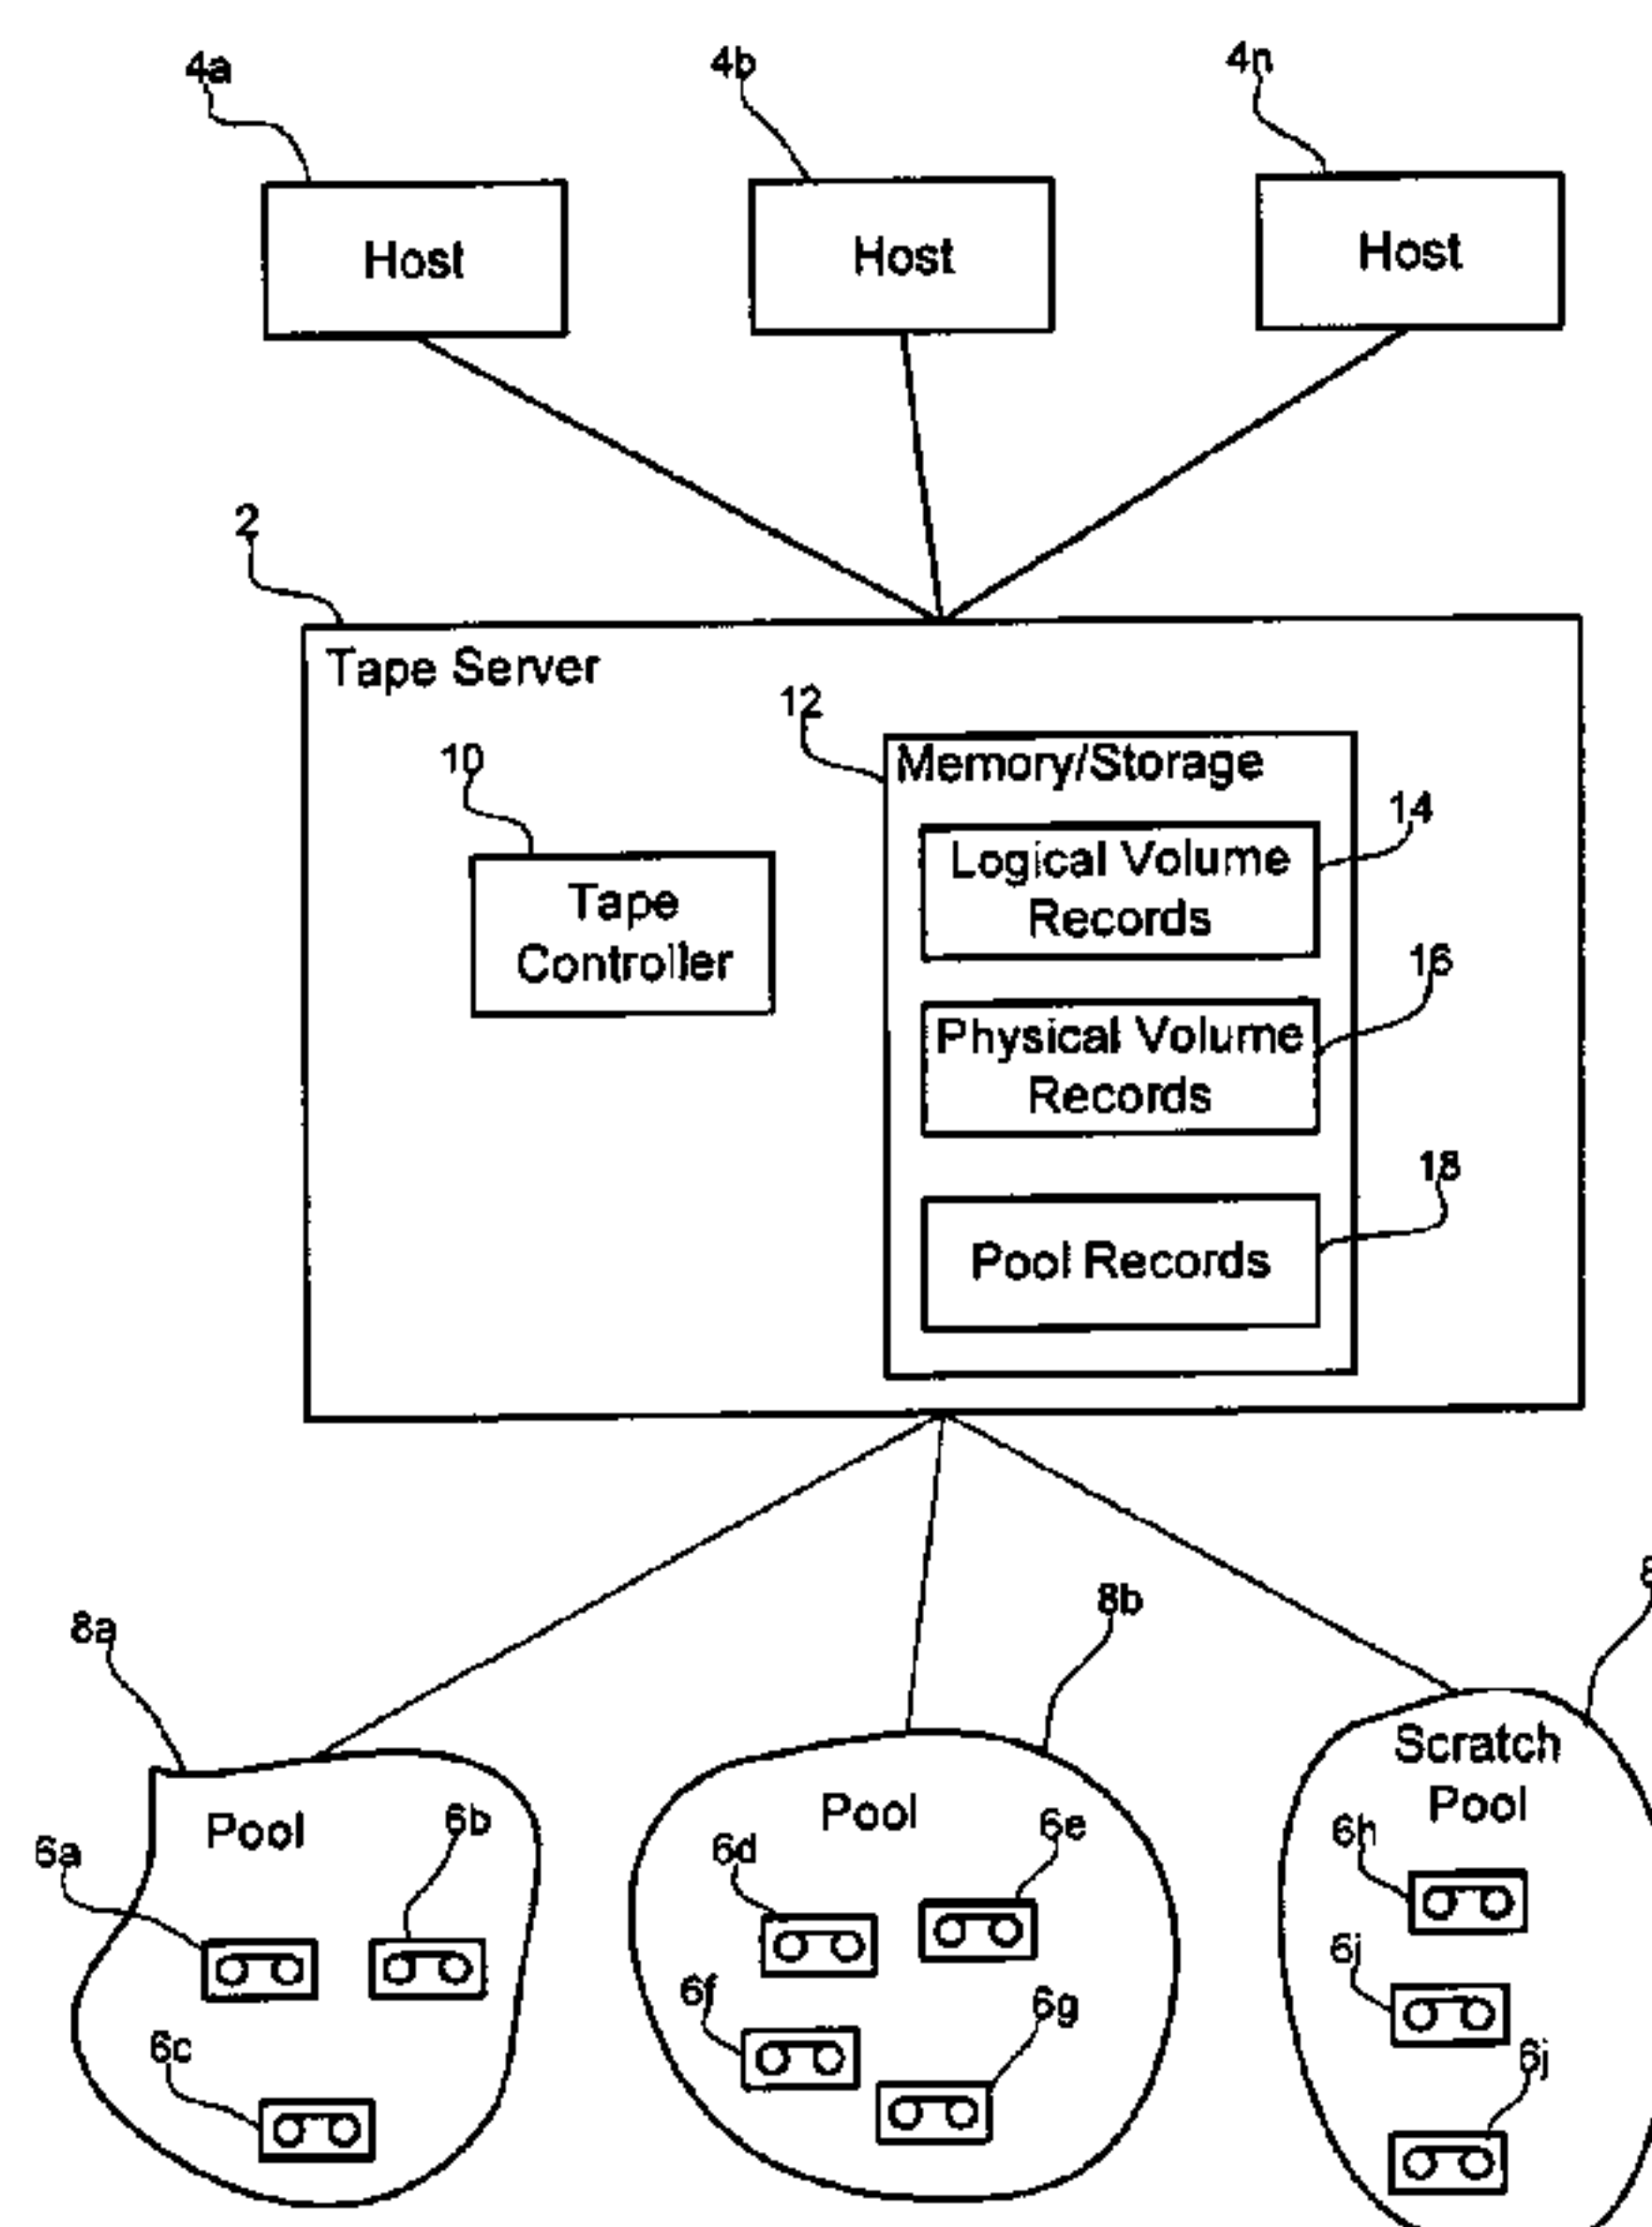 4a
4b
4n
Host
Host
Host
2
Tape Server
12
Memory/Storage
10
14
Logical Volume
Records
Tape
Controller
16
Physical Volume
Records
18
Pool Records
8a
8b
8
Scratch
Pool
Pool
Pool
6a
6b
6d
6e
6h
6f
6g
6i
6c
6j